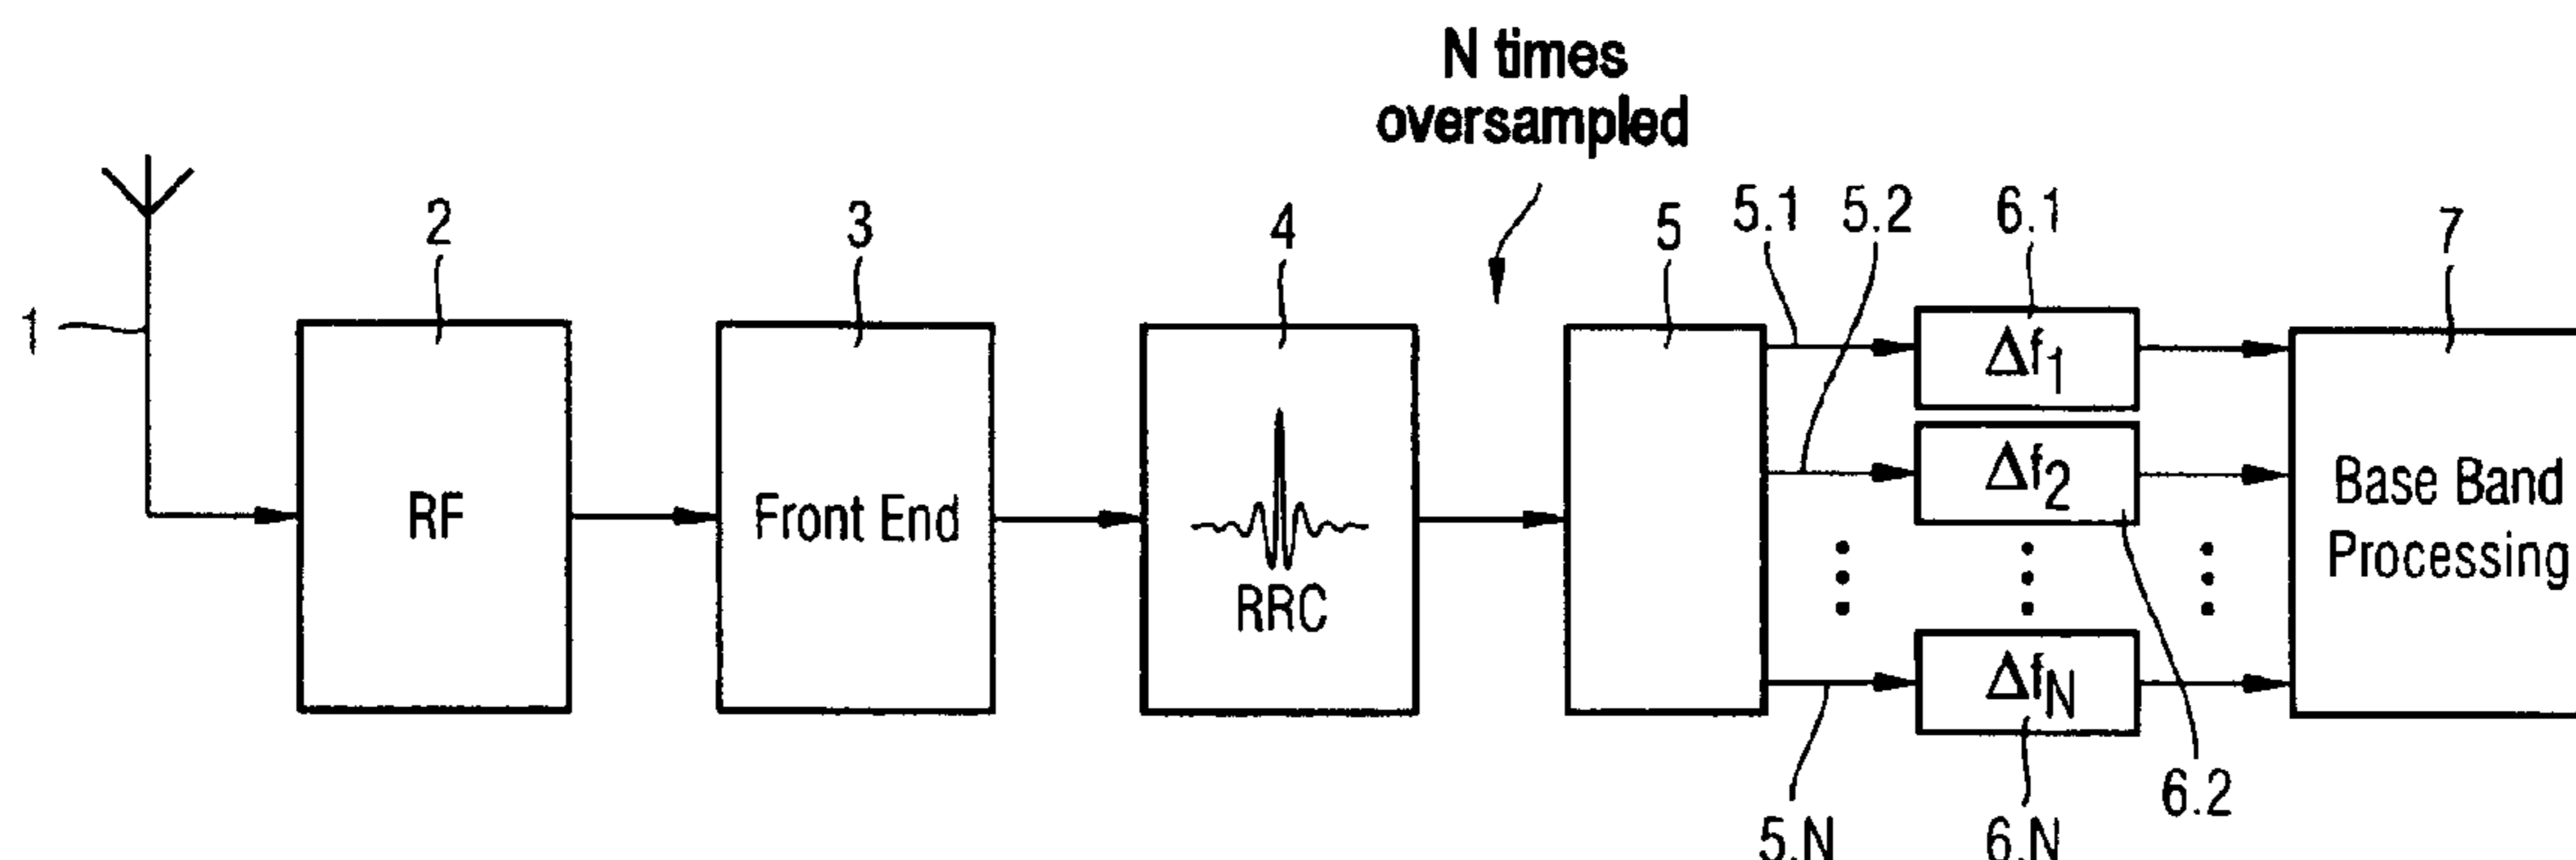 N times
oversampled
1
2
3
4
5
5.1
5.2
6.1
7
RF
Front End
RRC
Δf1
Δf2
ΔfN
Base Band
Processing
5.N
6.N
6.2